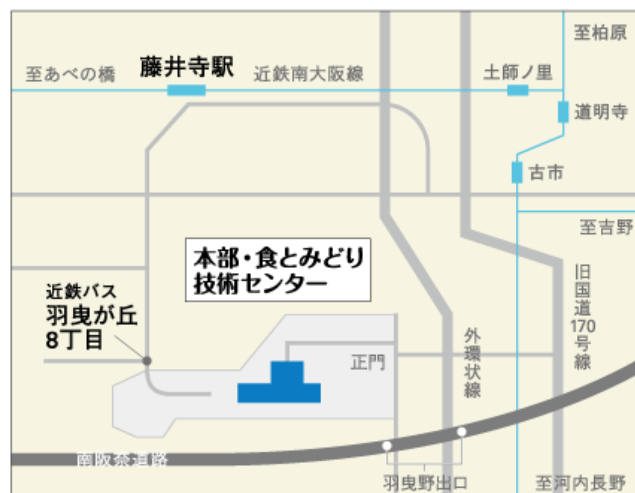 至柏原
藤井寺駅
至あべの橋
近鉄南大阪線
土師ノ里
道明寺
古市
至吉野
本部・食とみどり
技術センター
近鉄バス
羽曳が丘
8丁目
旧国道170号線
外環状線
正門
南阪奈道路
羽曳野出口
至河内長野